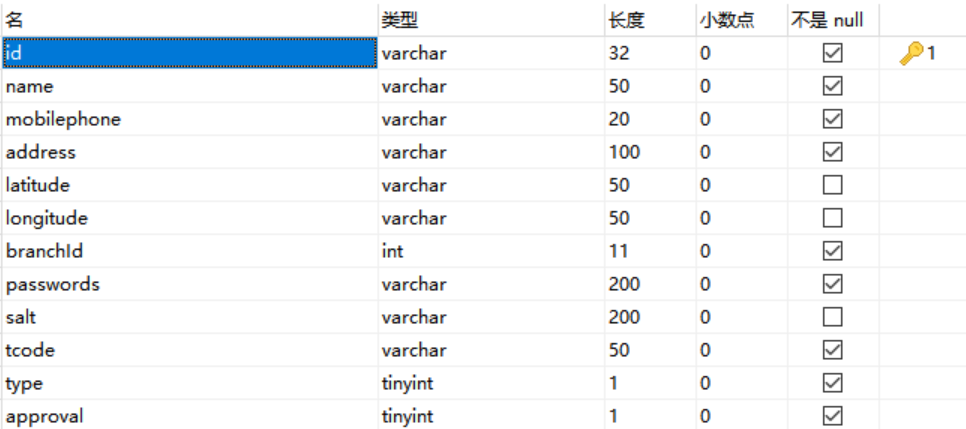 名 类型 长度 小数点 不是 null
id varchar 32 0 1
name varchar 50 0
mobilephone varchar 20 0
address varchar 100 0
latitude varchar 50 0
longitude varchar 50 0
branchId int 11 0
passwords varchar 200 0
salt varchar 200 0
tcode varchar 50 0
type tinyint 1 0
approval tinyint 1 0